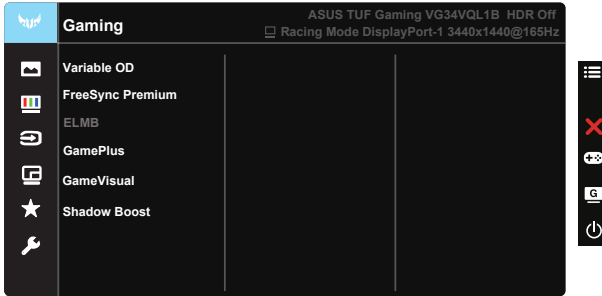 Gaming
ASUS TUF Gaming VG34VQL1B HDR Off
Racing Mode DisplayPort-1 3440x1440@165Hz
Variable OD
FreeSync Premium
ELMB
GamePlus
GameVisual
Shadow Boost
G